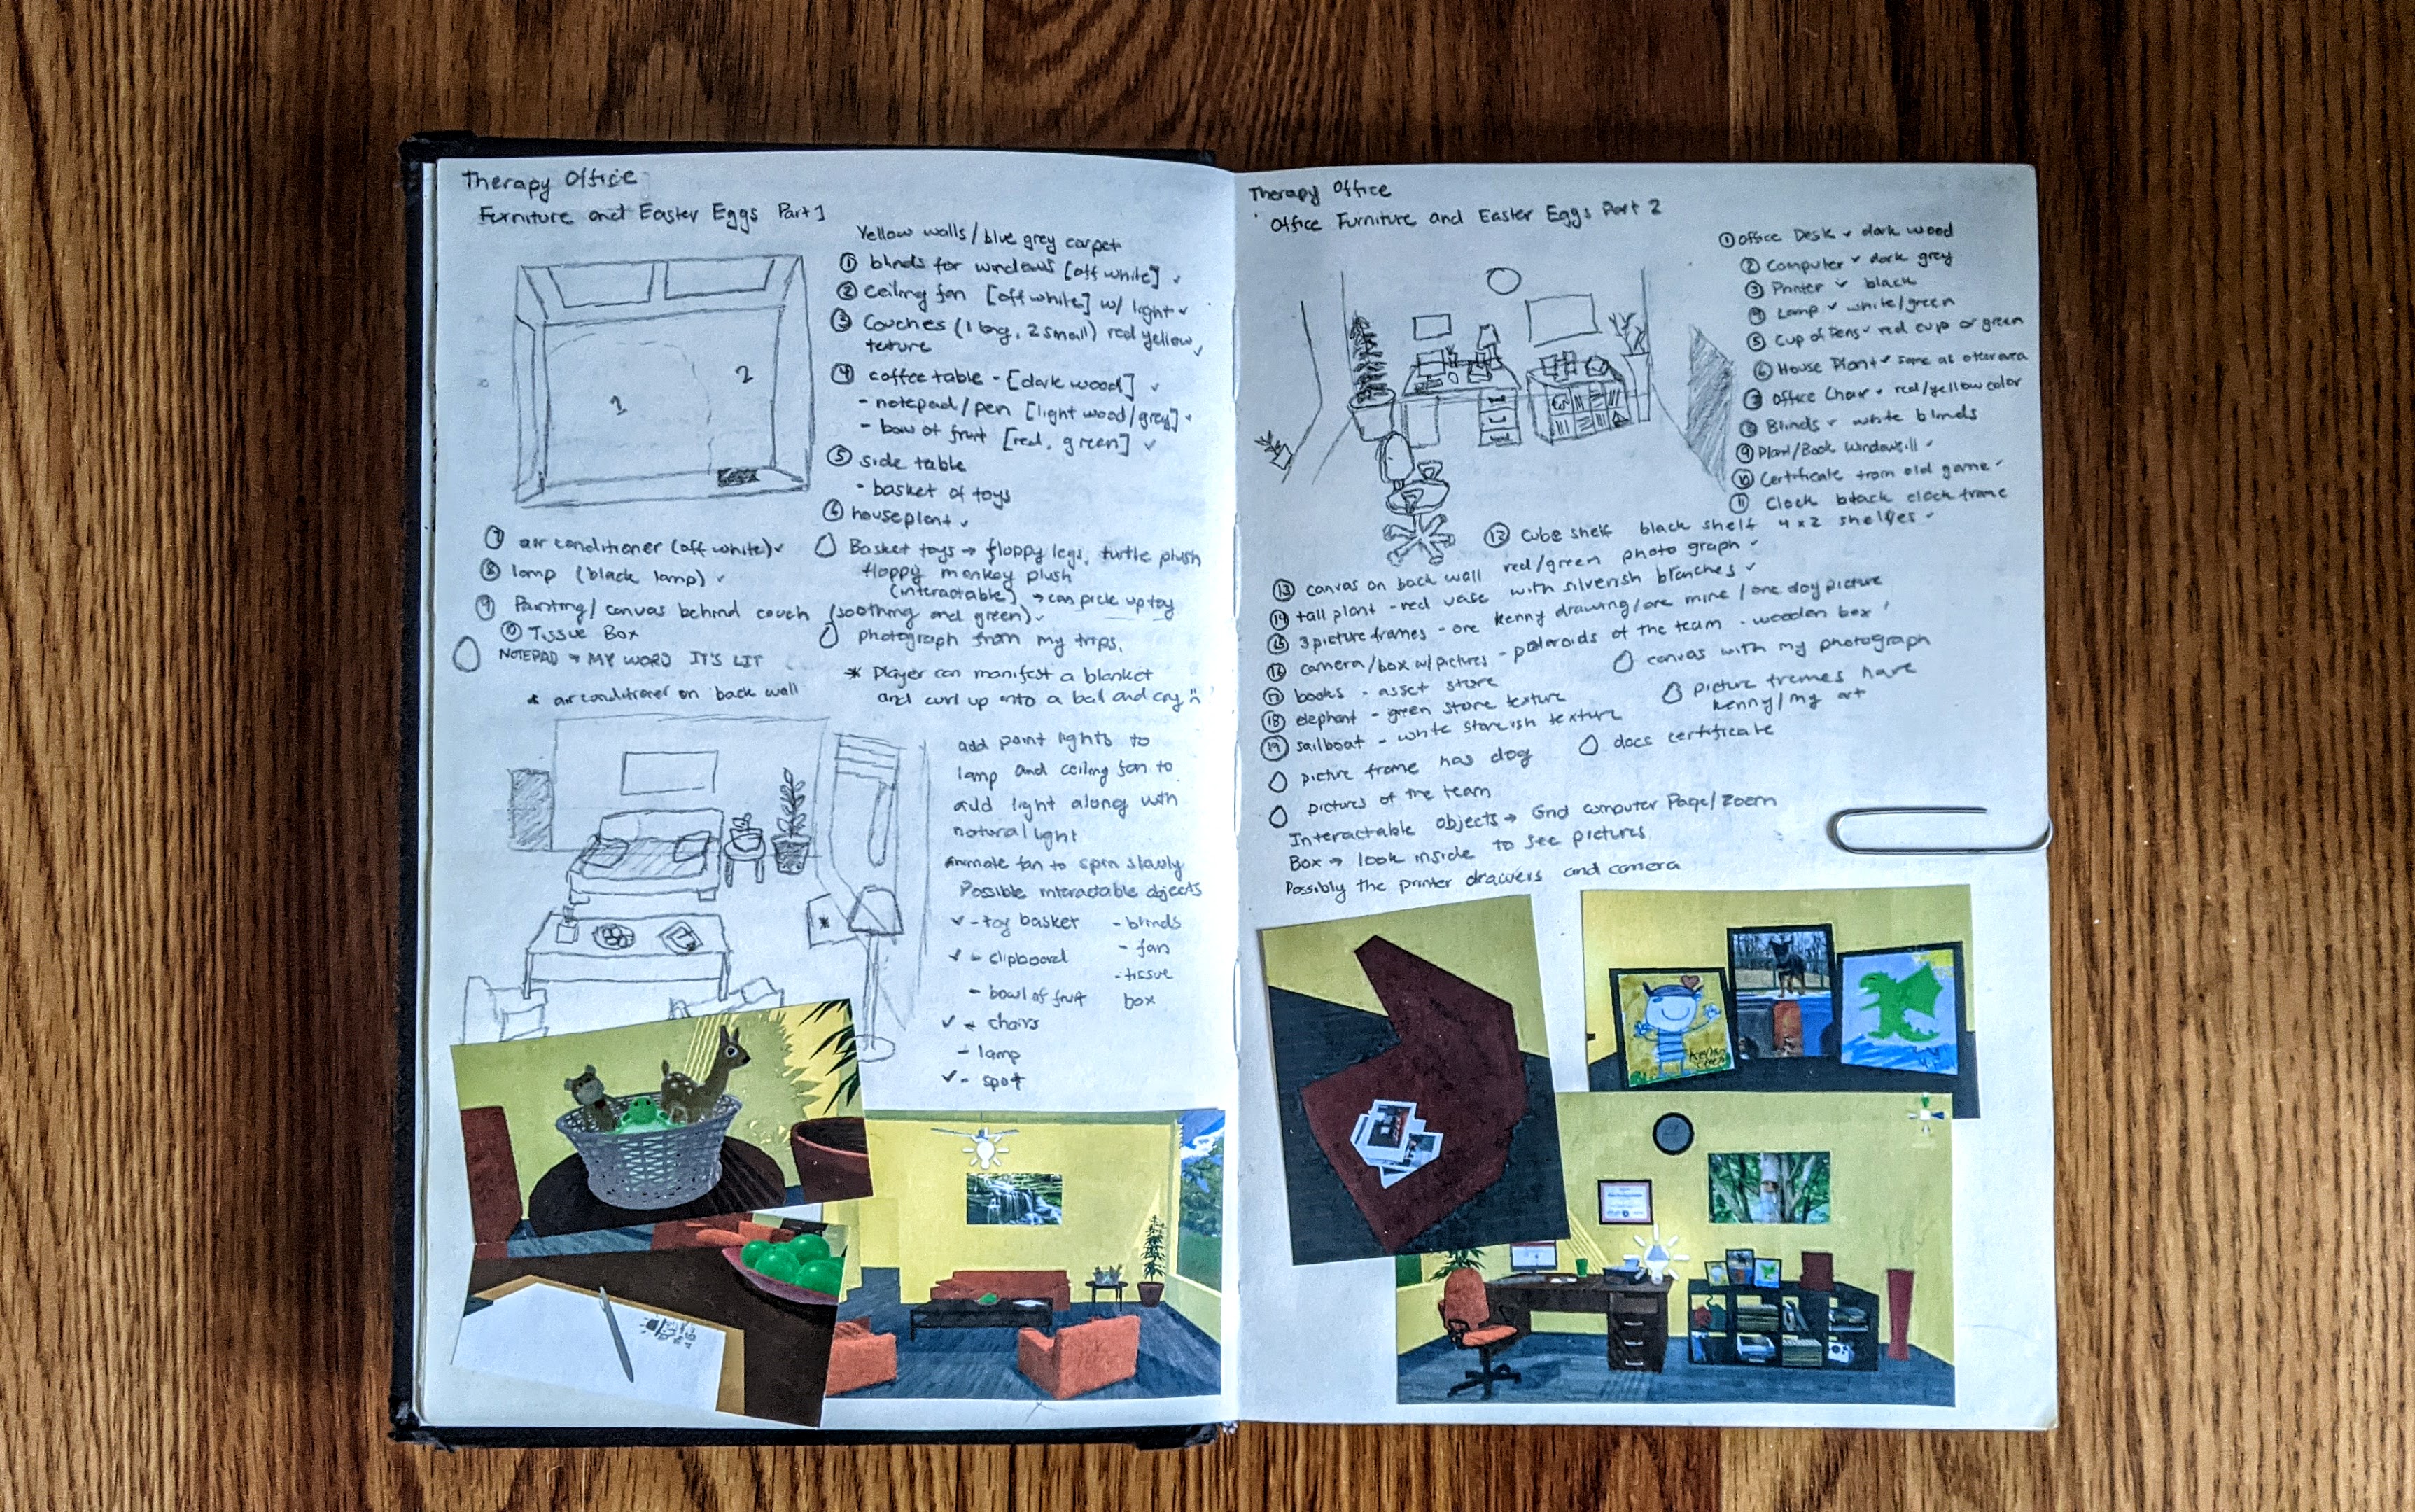 Therapy Office
Furniture and Easter Eggs Part 1
Yellow walls/blue grey carpet
① blinds for windows [off white] ✓
② Ceiling fan [off white] w/ light ✓
③ Couches (1 long, 2 small) red yellow ✓
texture
④ coffee table - [dark wood] ✓
- notepad/pen [light wood/grey] ✓
- bowl of fruit [red, green] ✓
⑤ side table
- basket of toys
⑥ houseplant ✓
1
2
⑦ air conditioner (off white) ✓
⑧ lamp (black lamp) ✓
⑨ Painting/canvas behind couch (soothing and green) ✓
⑩ Tissue Box
NOTEPAD → MY WORD IT'S LIT
* air conditioner on back wall
Basket toys → floppy legs, turtle plush
floppy monkey plush
(interactable) → can pick up toy
photograph from my trips.
* Player can manifest a blanket
and curl up into a ball and cry
add point lights to
lamp and ceiling fan to
add light along with
natural light
Animate fan to spin slowly
Possible interactable objects
✓ - toy basket
✓ - clipboard
- bowl of fruit
✓ - chairs
- lamp
✓ - spot
- blinds
- fan
- tissue
box
Therapy Office
Office Furniture and Easter Eggs Part 2
① Office Desk ✓ dark wood
② Computer ✓ dark grey
③ Printer ✓ black
④ Lamp ✓ white/green
⑤ Cup of Pens ✓ red cup or green
⑥ House Plant ✓ same as other area
⑦ Office Chair ✓ red/yellow color
⑧ Blinds ✓ white blinds
⑨ Plant/Book windowsill ✓
⑩ Certificate from old game ✓
⑪ Clock black clock frame
⑫ Cube shelf black shelf 4 x 2 shelves ✓
⑬ canvas on back wall red/green photograph ✓
⑭ tall plant - red vase with silverish branches ✓
⑮ 3 picture frames - one kenny drawing/one mine/one dog picture
⑯ camera/box w/pictures - polaroids of the team - wooden box
⑰ books - asset store
⑱ elephant - green stone texture
⑲ sailboat - white stoneish texture
canvas with my photograph
picture frames have
kenny/my art
picture frame has dog
docs certificate
pictures of the team
Interactable objects → computer Page/Zoom
Box → look inside to see pictures
Possibly the printer drawers and camera